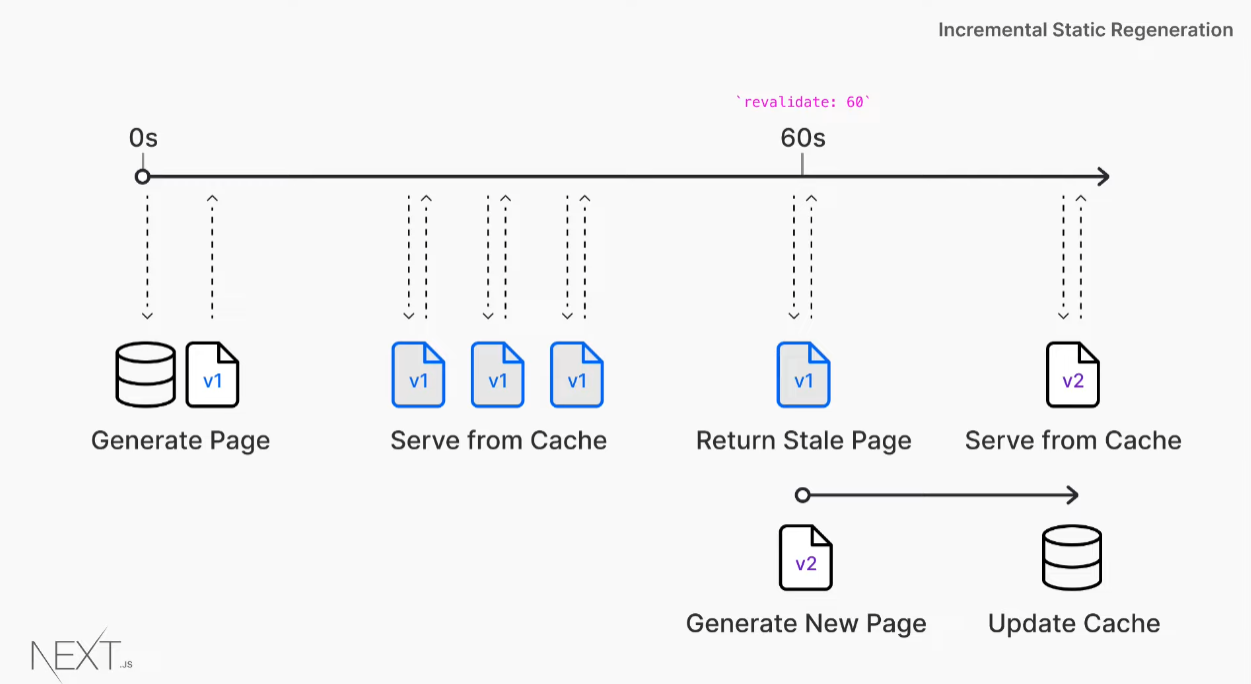 Incremental Static Regeneration
`revalidate: 60`
0s
60s
v1
v1
v1
v1
v1
v2
Generate Page
Serve from Cache
Return Stale Page
Serve from Cache
v2
Generate New Page
Update Cache
NEXT.JS